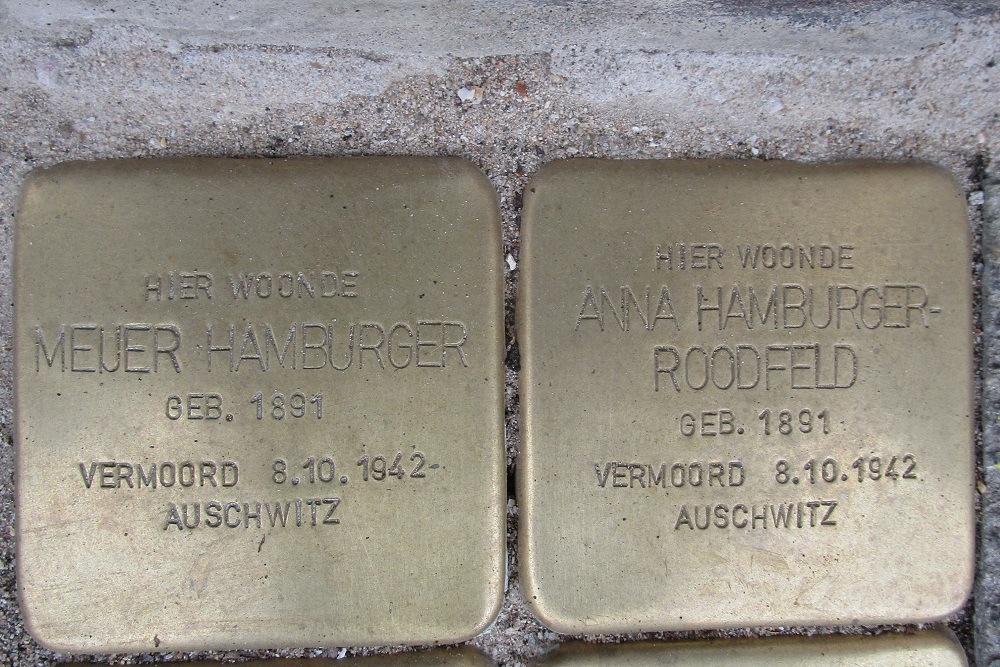 HIER WOONDE
MEIJER HAMBURGER
GEB. 1891
VERMOORD 8.10.1942
AUSCHWITZ
HIER WOONDE
ANNA HAMBURGER-
ROODFELD
GEB. 1891
VERMOORD 8.10.1942
AUSCHWITZ